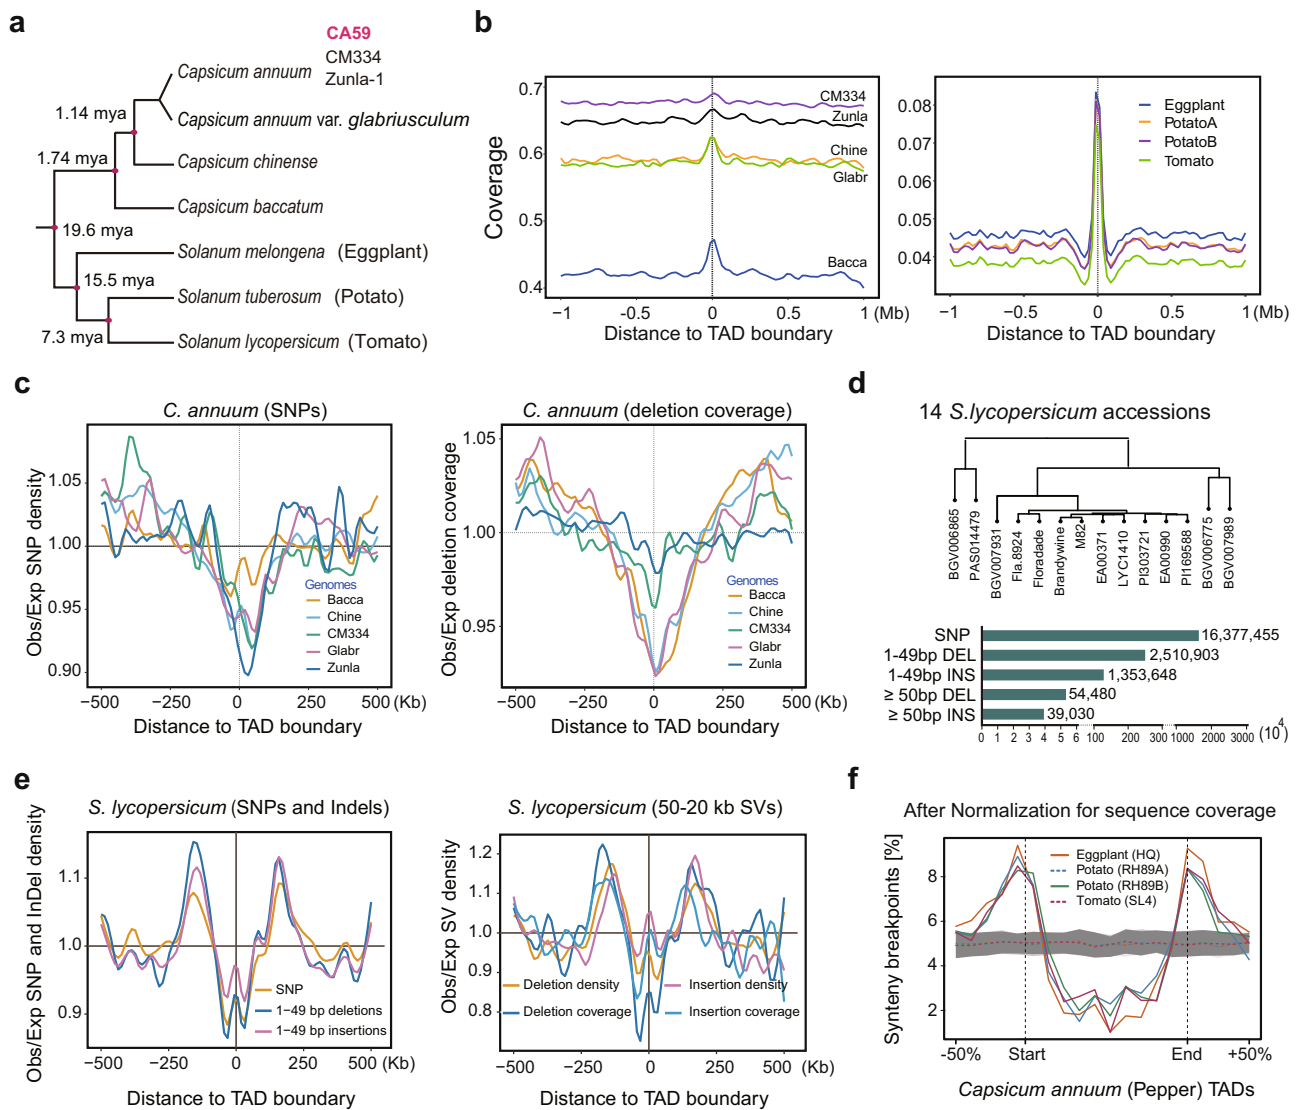 a
CA59
CM334
Zunla-1
Capsicum annuum
1.14 mya
Capsicum annuum var. glabriusculum
1.74 mya
Capsicum chinense
Capsicum baccatum
19.6 mya
Solanum melongena (Eggplant)
15.5 mya
Solanum tuberosum (Potato)
7.3 mya
Solanum lycopersicum (Tomato)
b
Coverage
0.7
0.6
0.5
0.4
CM334
Zunla
Chine
Glabr
Bacca
−1 -0.5 0 0.5 1 (Mb)
Distance to TAD boundary
0.08
0.07
0.06
0.05
0.04
Eggplant
PotatoA
PotatoB
Tomato
−1 −0.5 0 0.5 1 (Mb)
Distance to TAD boundary
c
C. annuum (SNPs)
Obs/Exp SNP density
1.05
1.00
0.95
0.90
Genomes
Bacca
Chine
CM334
Glabr
Zunla
−500 −250 0 250 500 (Kb)
Distance to TAD boundary
C. annuum (deletion coverage)
Obs/Exp deletion coverage
1.05
1.00
0.95
Genomes
Bacca
Chine
CM334
Glabr
Zunla
−500 −250 0 250 500 (Kb)
Distance to TAD boundary
d
14 S.lycopersicum accessions
BGV006865
PAS014479
BGV007931
Fla.8924
Floradade
Brandywine
M82
EA00371
LYC1410
PI303721
EA00990
PI169588
BGV006775
BGV007989
SNP 16,377,455
1-49bp DEL 2,510,903
1-49bp INS 1,353,648
≥ 50bp DEL 54,480
≥ 50bp INS 39,030
0 1 2 3 4 5 6 100 200 300 1000 2000 3000 (10^4)
e
S. lycopersicum (SNPs and Indels)
Obs/Exp SNP and InDel density
1.1
1.0
0.9
SNP
1−49 bp deletions
1−49 bp insertions
−500 −250 0 250 500 (Kb)
Distance to TAD boundary
S. lycopersicum (50-20 kb SVs)
Obs/Exp SV density
1.2
1.1
1.0
0.9
0.8
Deletion density
Insertion density
Deletion coverage
Insertion coverage
−500 −250 0 250 500 (Kb)
Distance to TAD boundary
f
After Normalization for sequence coverage
Synteny breakpoints [%]
8
6
4
2
Eggplant (HQ)
Potato (RH89A)
Potato (RH89B)
Tomato (SL4)
-50% Start End +50%
Capsicum annuum (Pepper) TADs